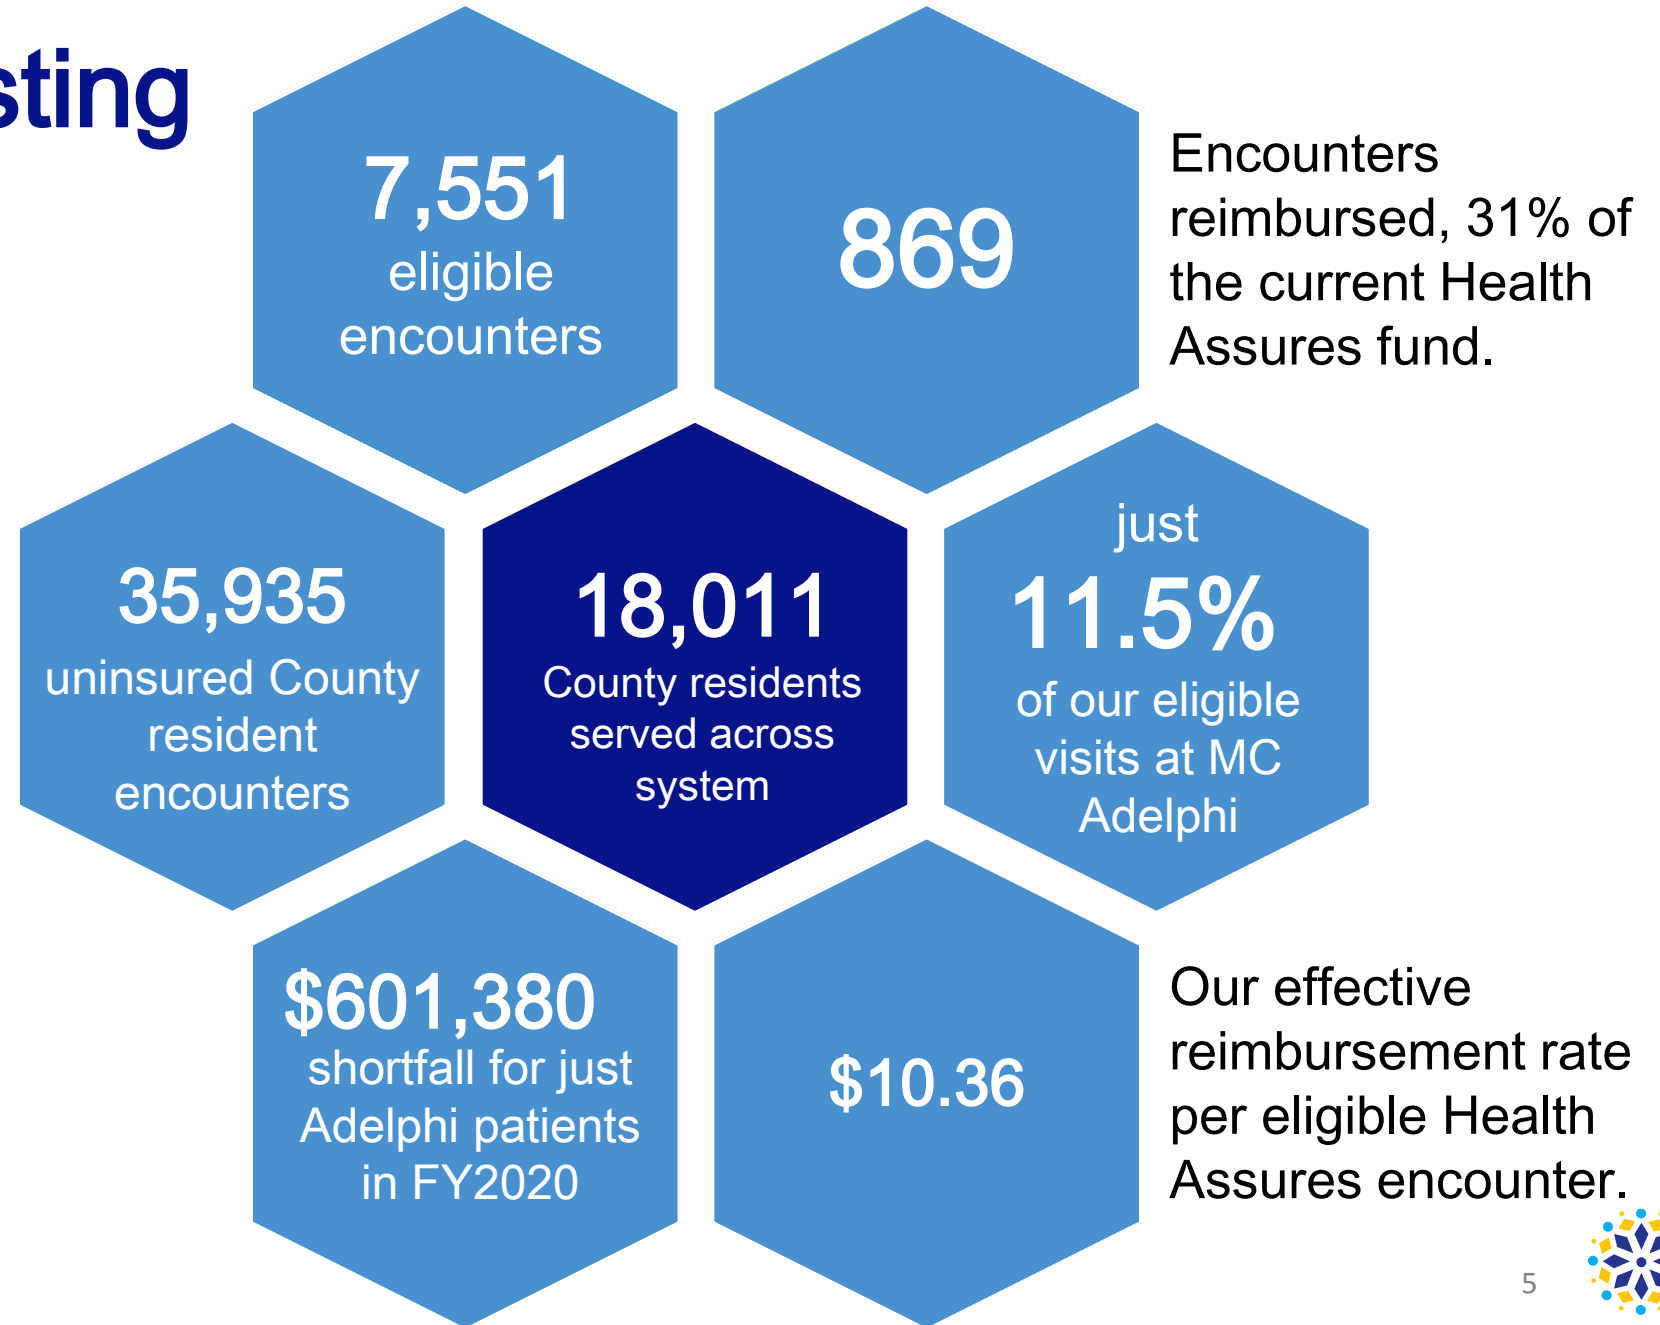 sting
7,551
eligible
encounters
869
Encounters
reimbursed, 31% of
the current Health
Assures fund.
35,935
uninsured County
resident
encounters
18,011
County residents
served across
system
just
11.5%
of our eligible
visits at MC
Adelphi
$601,380
shortfall for just
Adelphi patients
in FY2020
$10.36
Our effective
reimbursement rate
per eligible Health
Assures encounter.
5